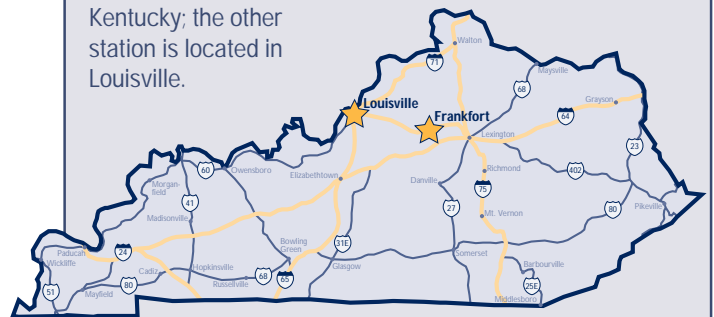 Kentucky; the other
station is located in
Louisville.
Walton
71
Maysville
68
Louisville
Grayson
64
Frankfort
Lexington
23
60
Owensboro
Elizabethtown
Richmond
402
Morgan-
field
Danville
75
41
27
80
Pikeville
Madisonville
Mt. Vernon
31E
Bowling
Green
Paducah
24
Somerset
Wickliffe
Cadiz
Hopkinsville
68
65
Glasgow
Barbourville
51
80
Russellville
25E
Mayfield
Middlesboro